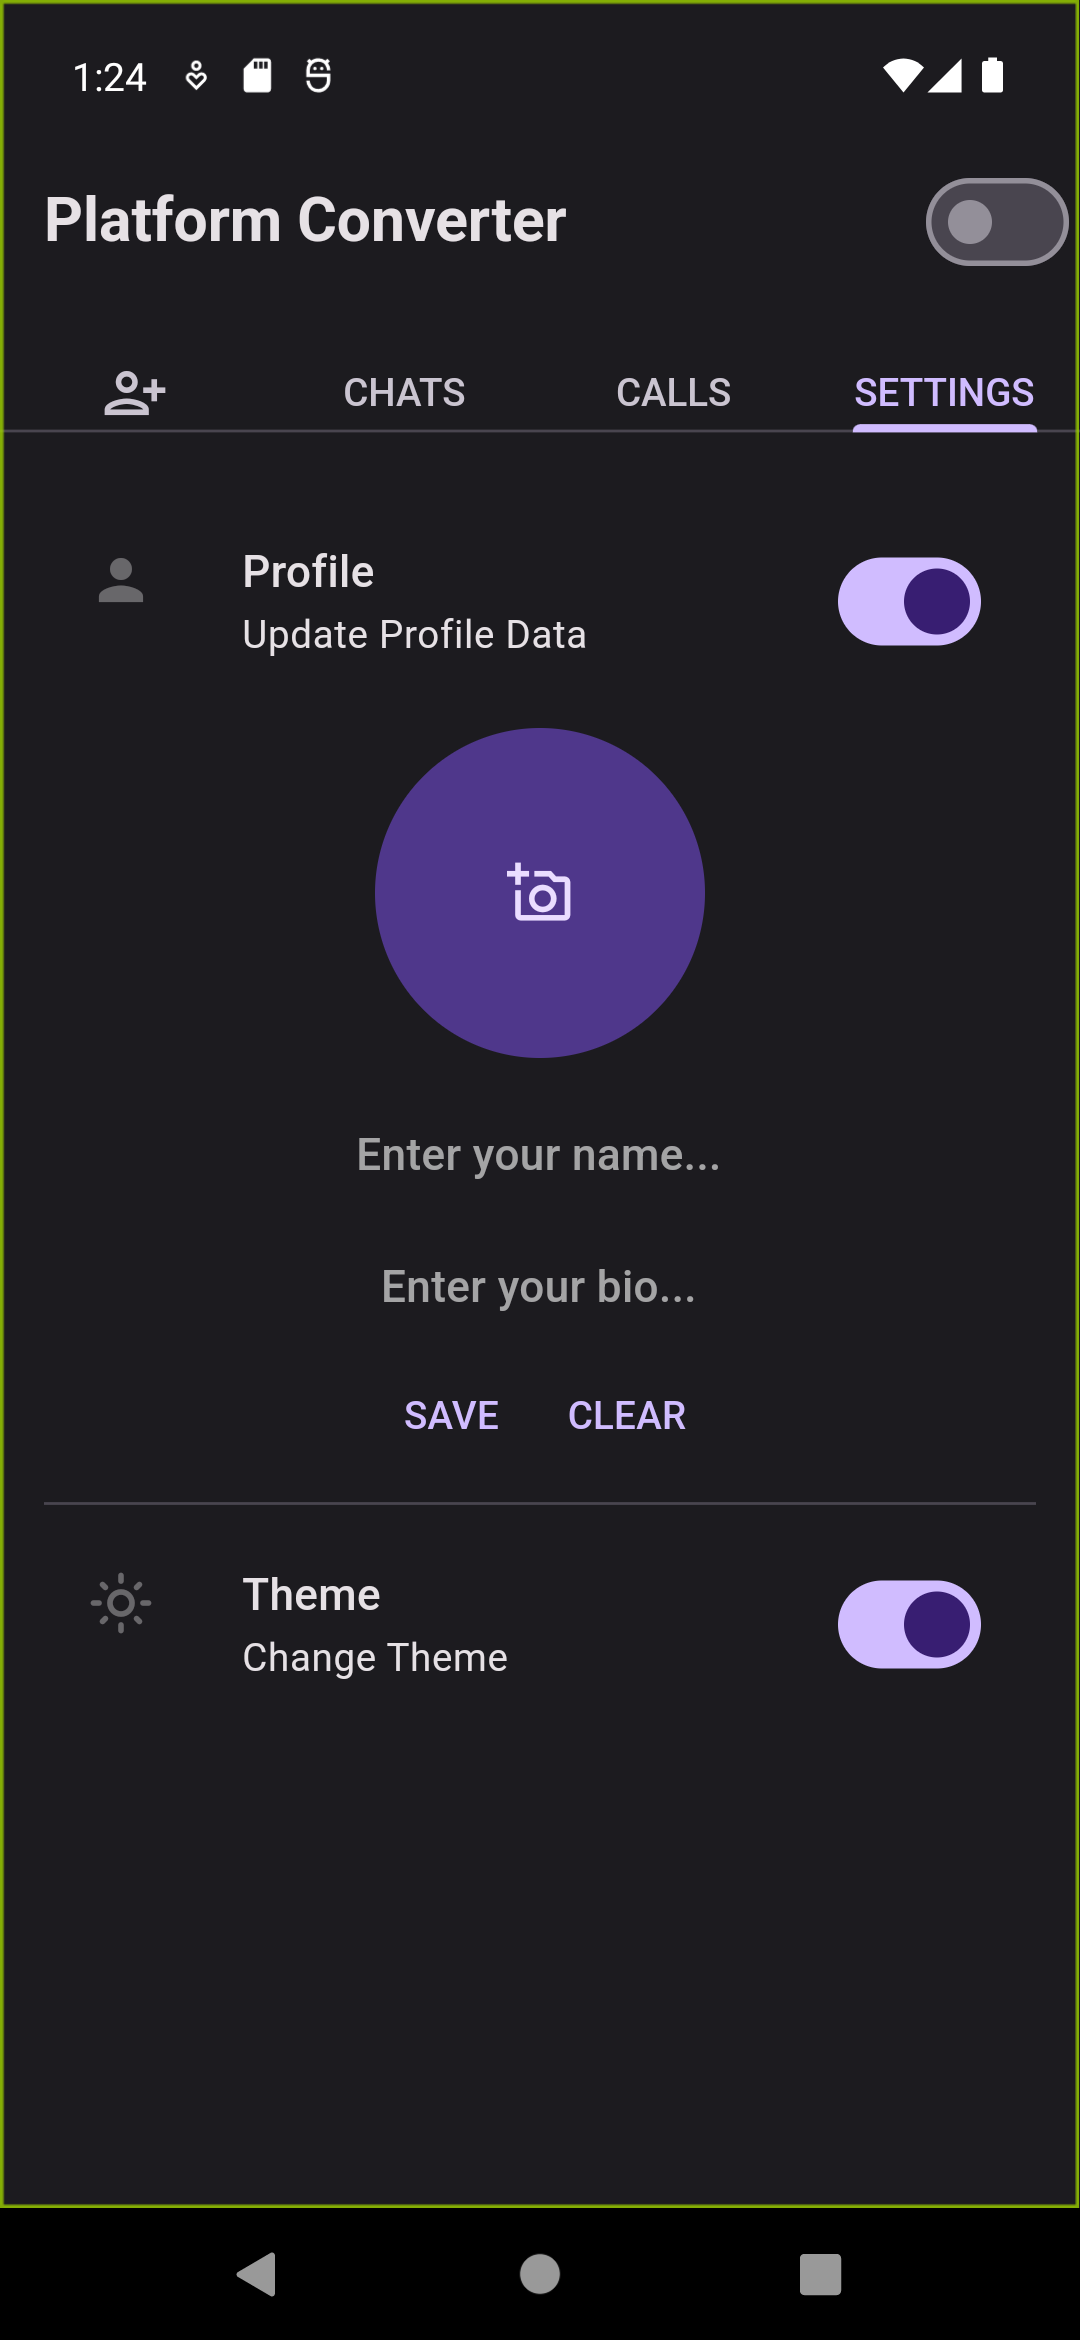 1:24
Platform Converter
CHATS CALLS SETTINGS
Profile
Update Profile Data
Enter your name...
Enter your bio...
SAVE CLEAR
Theme
Change Theme